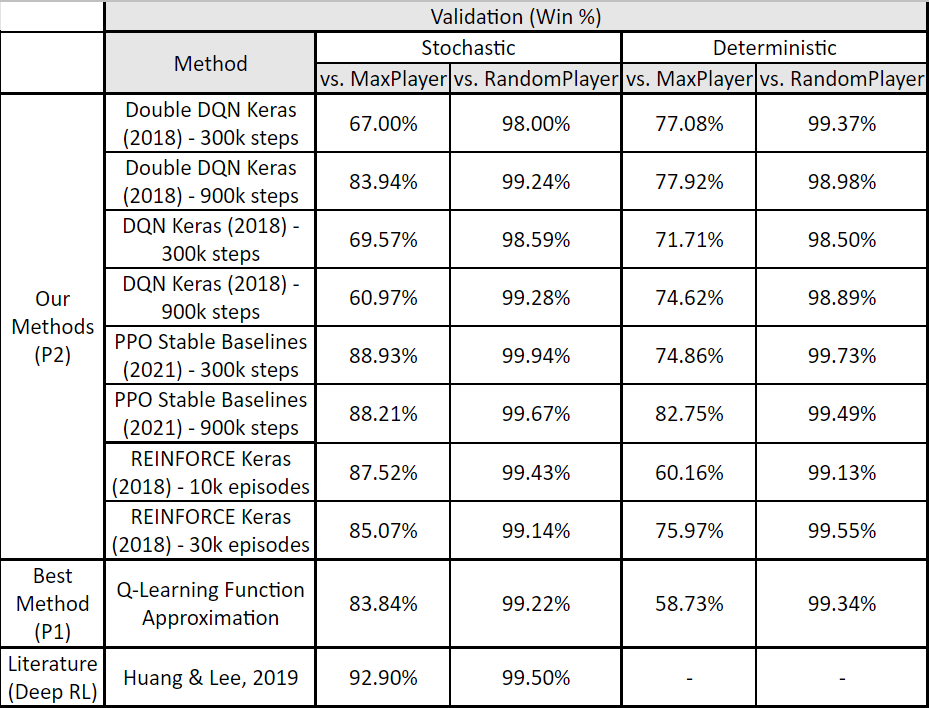 Validation (Win %)
Method
Stochastic
Deterministic
vs. MaxPlayer
vs. RandomPlayer
vs. MaxPlayer
vs. RandomPlayer
Our
Methods
(P2)
Double DQN Keras
(2018) - 300k steps
67.00%
98.00%
77.08%
99.37%
Double DQN Keras
(2018) - 900k steps
83.94%
99.24%
77.92%
98.98%
DQN Keras (2018) -
300k steps
69.57%
98.59%
71.71%
98.50%
DQN Keras (2018) -
900k steps
60.97%
99.28%
74.62%
98.89%
PPO Stable Baselines
(2021) - 300k steps
88.93%
99.94%
74.86%
99.73%
PPO Stable Baselines
(2021) - 900k steps
88.21%
99.67%
82.75%
99.49%
REINFORCE Keras
(2018) - 10k episodes
87.52%
99.43%
60.16%
99.13%
REINFORCE Keras
(2018) - 30k episodes
85.07%
99.14%
75.97%
99.55%
Best
Method
(P1)
Q-Learning Function
Approximation
83.84%
99.22%
58.73%
99.34%
Literature
(Deep RL)
Huang & Lee, 2019
92.90%
99.50%
-
-